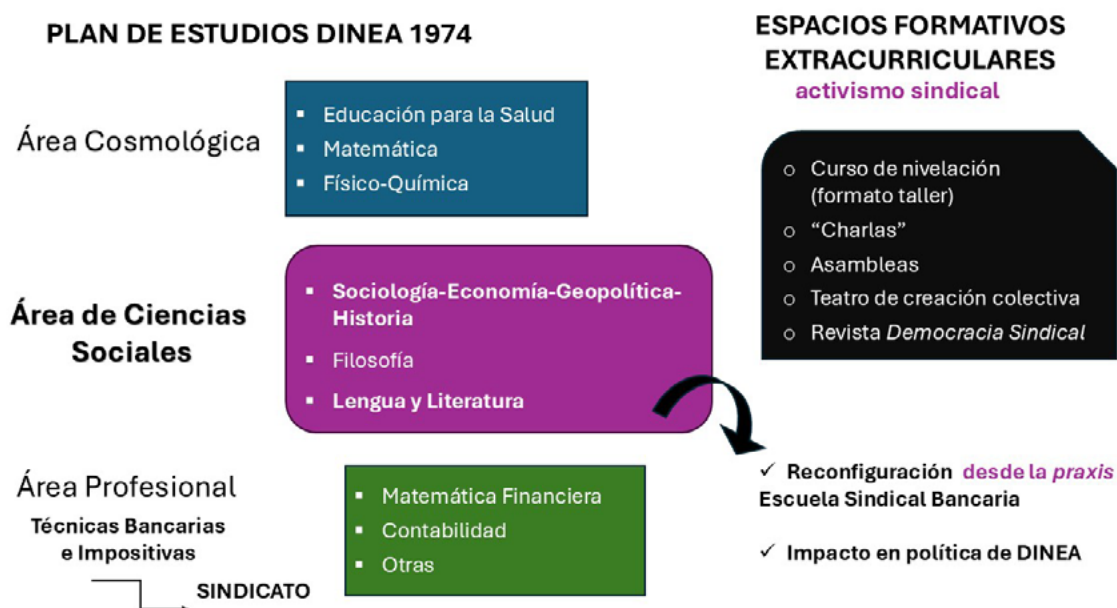 PLAN DE ESTUDIOS DINEA 1974
Área Cosmológica
▪ Educación para la Salud
▪ Matemática
▪ Físico-Química
Área de Ciencias
Sociales
▪ Sociología-Economía-Geopolítica-
Historia
▪ Filosofía
▪ Lengua y Literatura
Área Profesional
Técnicas Bancarias
e Impositivas
SINDICATO
▪ Matemática Financiera
▪ Contabilidad
▪ Otras
ESPACIOS FORMATIVOS
EXTRACURRICULARES
activismo sindical
o Curso de nivelación
(formato taller)
o “Charlas”
o Asambleas
o Teatro de creación colectiva
o Revista Democracia Sindical
✓ Reconfiguración desde la praxis
Escuela Sindical Bancaria
✓ Impacto en política de DINEA